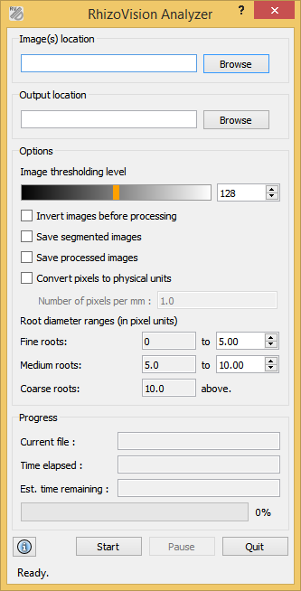 RhizoVision Analyzer
Image(s) location
Browse
Output location
Browse
Options
Image thresholding level
128
Invert images before processing
Save segmented images
Save processed images
Convert pixels to physical units
Number of pixels per mm : 1.0
Root diameter ranges (in pixel units)
Fine roots: 0 to 5.00
Medium roots: 5.0 to 10.00
Coarse roots: 10.0 above.
Progress
Current file :
Time elapsed :
Est. time remaining :
0%
Start Pause Quit
Ready.